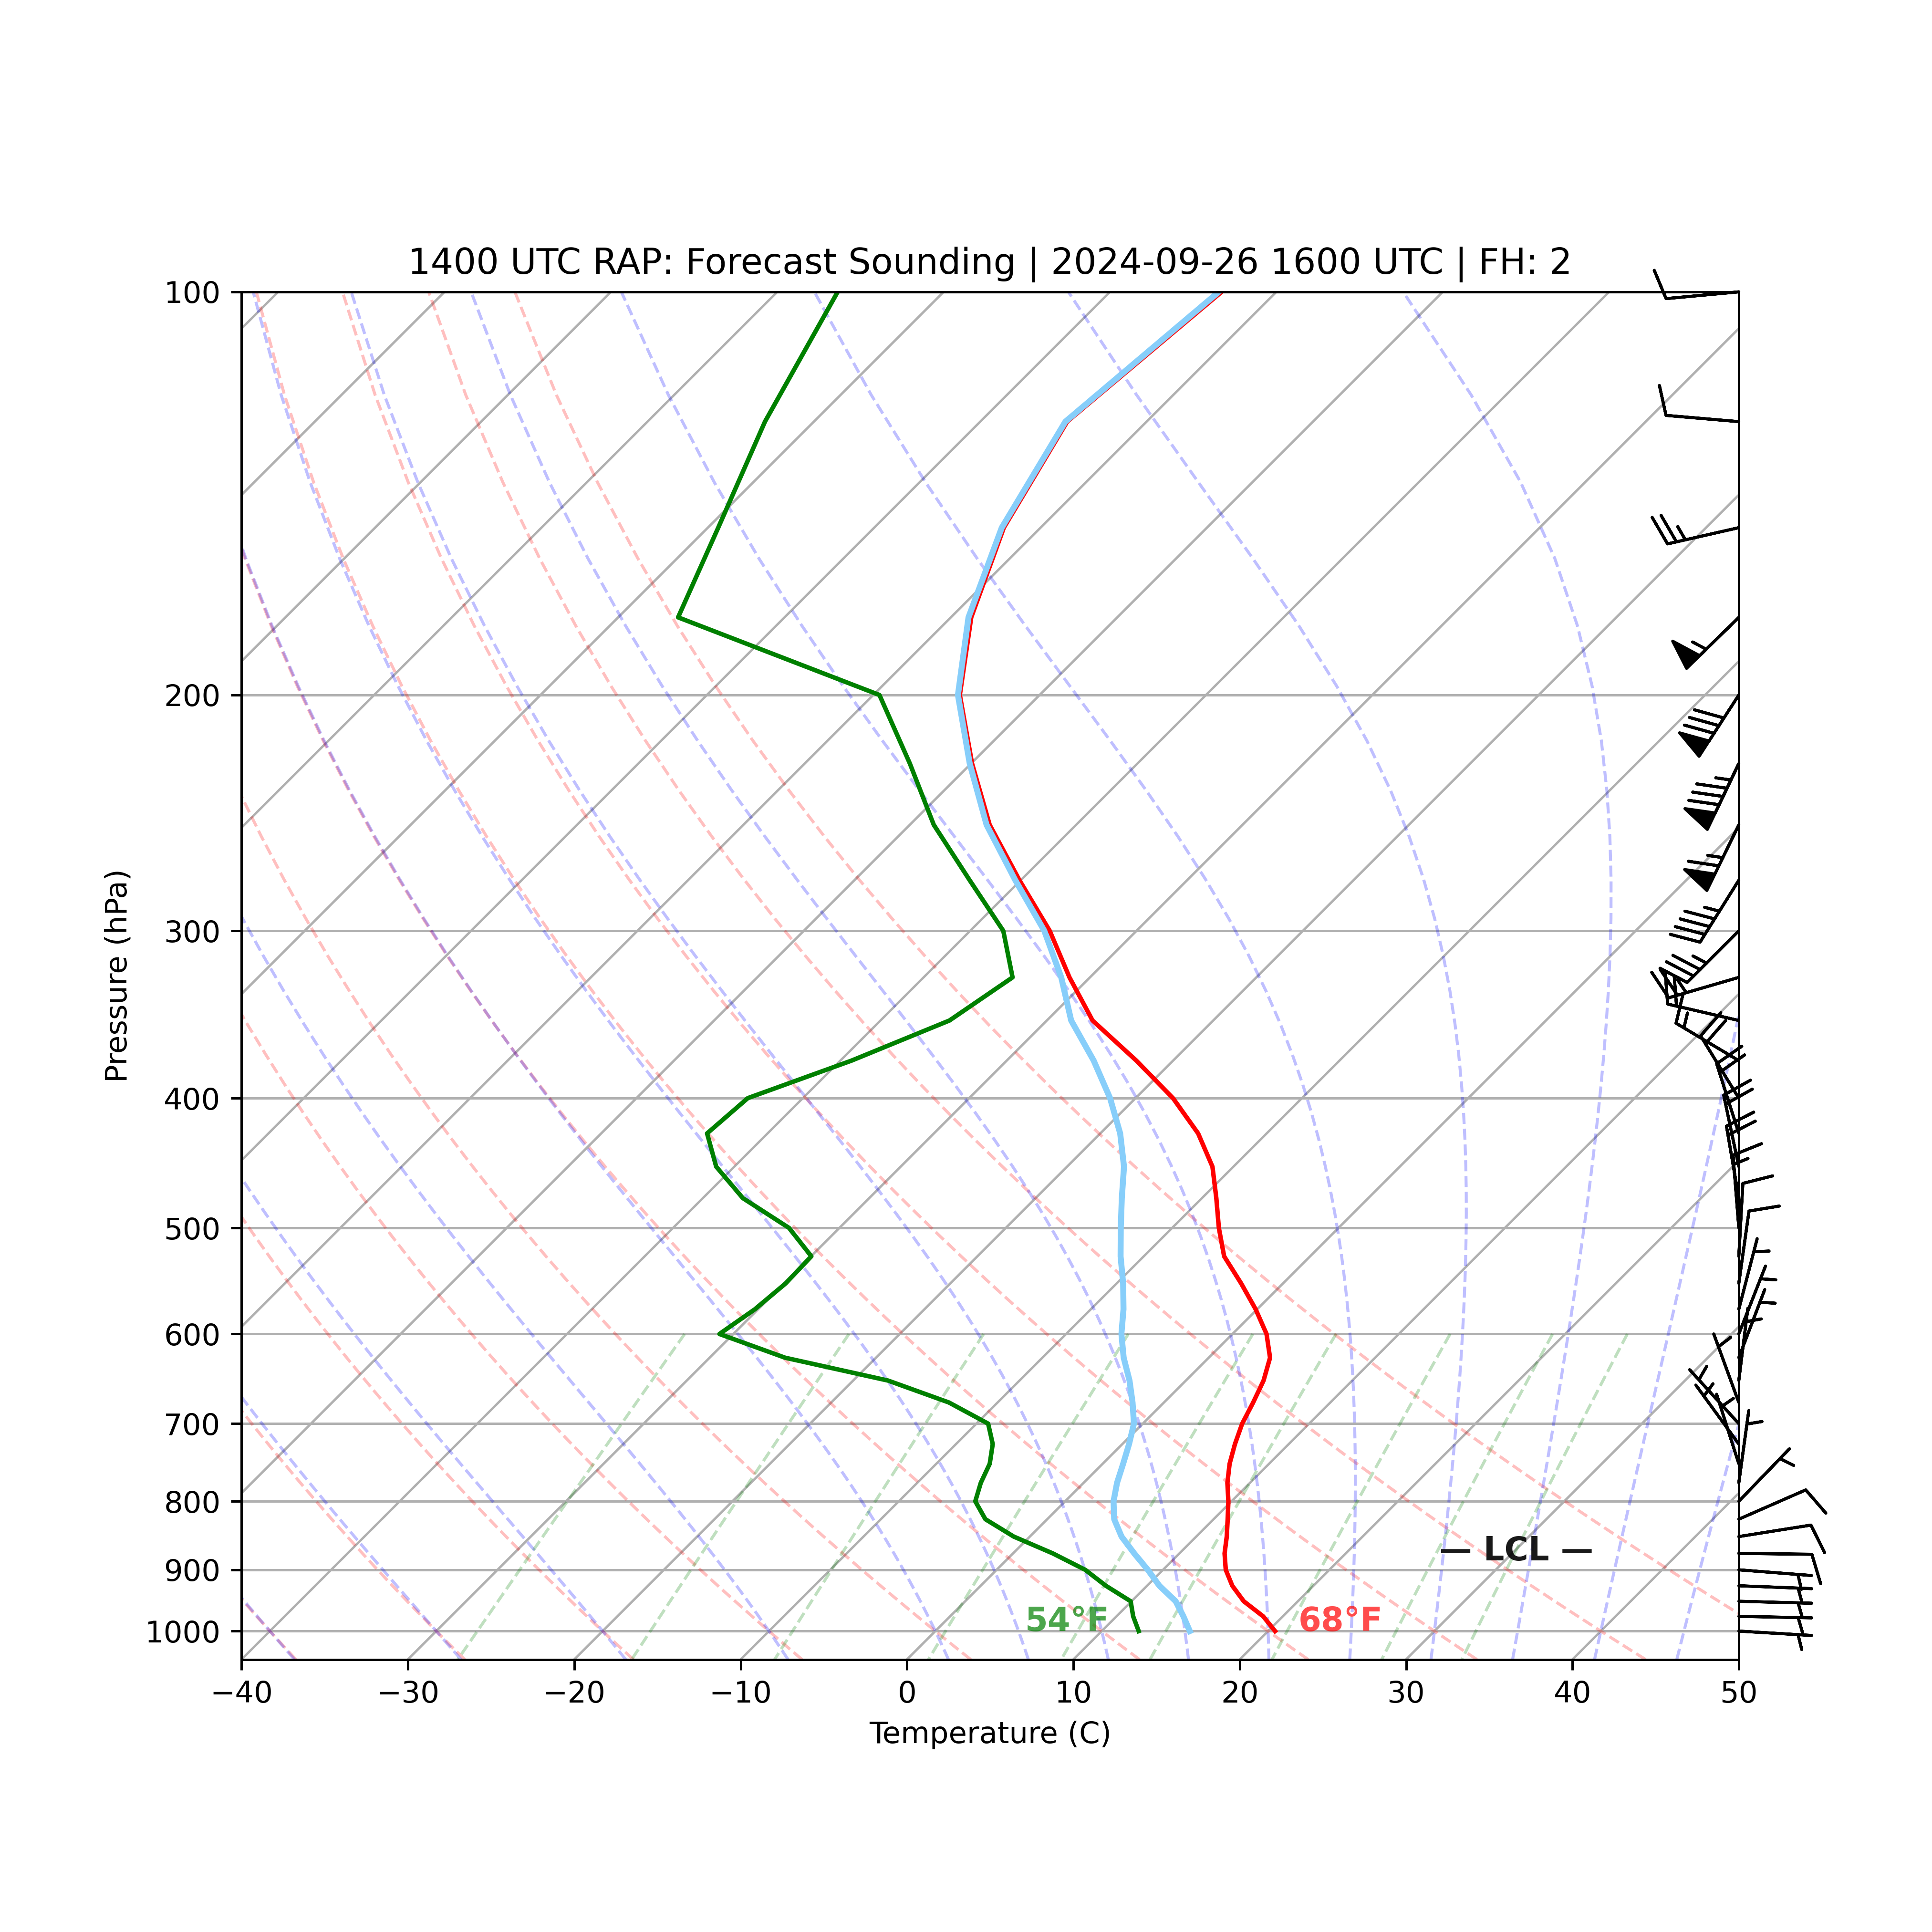 1400 UTC RAP: Forecast Sounding | 2024-09-26 1600 UTC | FH: 2
100
200
300
400
500
600
700
800
900
1000
Pressure (hPa)
— LCL —
54°F
68°F
−40 −30 −20 −10 0 10 20 30 40 50
Temperature (C)